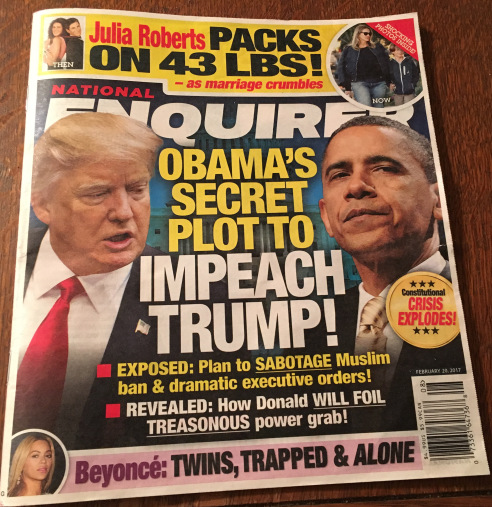 Julia Roberts PACKS
ON 43 LBS!
– as marriage crumbles
THEN
SHOCKING
PHOTOS INSIDE!
NOW
NATIONAL
ENQUIRER
OBAMA'S
SECRET
PLOT TO
IMPEACH
TRUMP!
Constitutional
CRISIS
EXPLODES!
EXPOSED: Plan to SABOTAGE Muslim
ban & dramatic executive orders!
REVEALED: How Donald WILL FOIL
TREASONOUS power grab!
FEBRUARY 20, 2017
08>
Beyoncé: TWINS, TRAPPED & ALONE